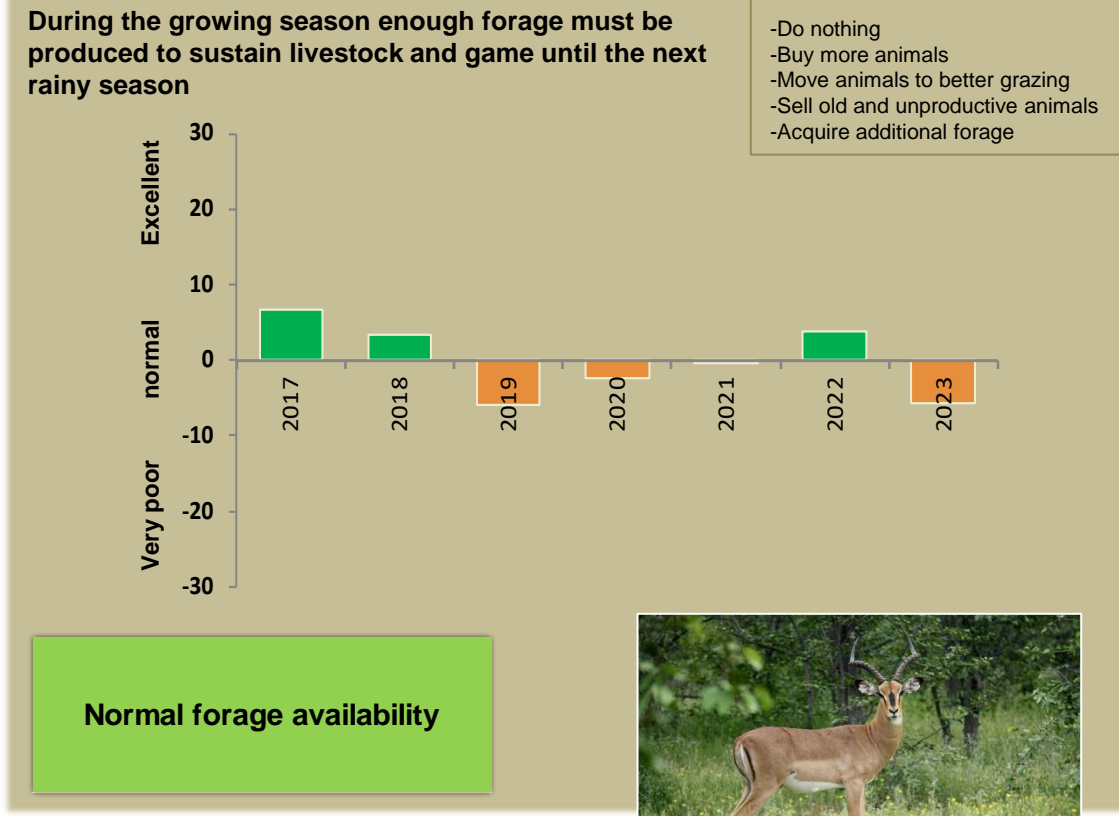 During the growing season enough forage must be
produced to sustain livestock and game until the next
rainy season
-Do nothing
-Buy more animals
-Move animals to better grazing
-Sell old and unproductive animals
-Acquire additional forage
30
20
10
0
-10
-20
-30
Excellent
normal
Very poor
2017
2018
2019
2020
2021
2022
2023
Normal forage availability